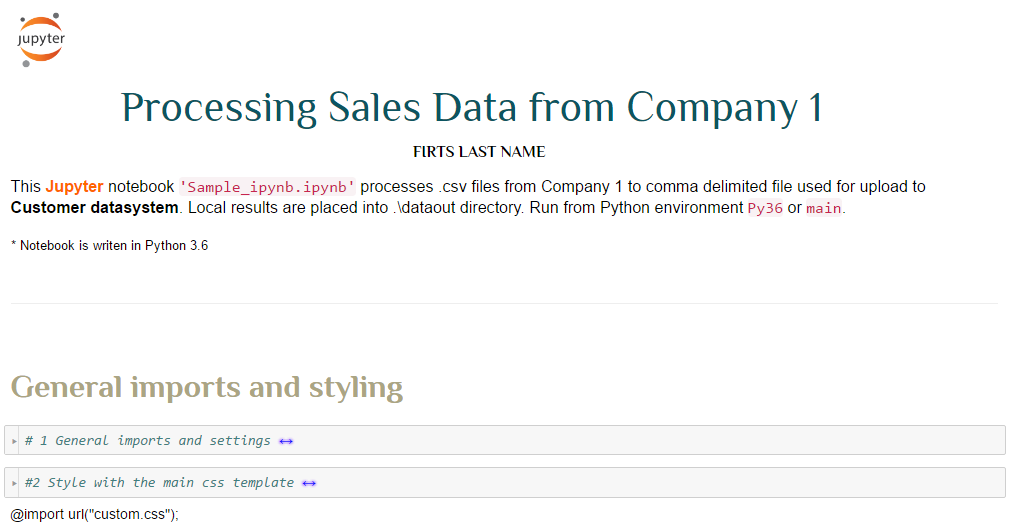 jupyter
Processing Sales Data from Company 1
FIRTS LAST NAME
This Jupyter notebook 'Sample_ipynb.ipynb' processes .csv files from Company 1 to comma delimited file used for upload to
Customer datasystem. Local results are placed into .\dataout directory. Run from Python environment Py36 or main.
* Notebook is writen in Python 3.6
General imports and styling
# 1 General imports and settings ↔
#2 Style with the main css template ↔
@import url("custom.css");